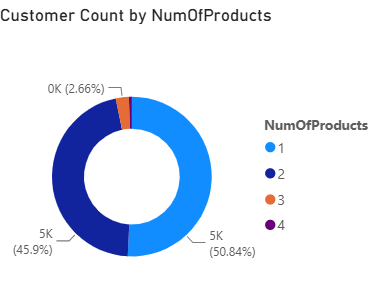 Customer Count by NumOfProducts
0K (2.66%)
NumOfProducts
1
2
3
4
5K
(45.9%)
5K
(50.84%)